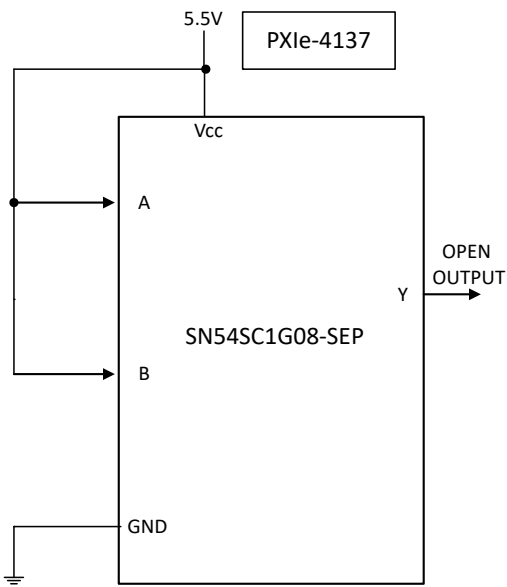 5.5V
PXIe-4137
Vcc
A
OPEN
OUTPUT
Y
SN54SC1G08-SEP
B
GND